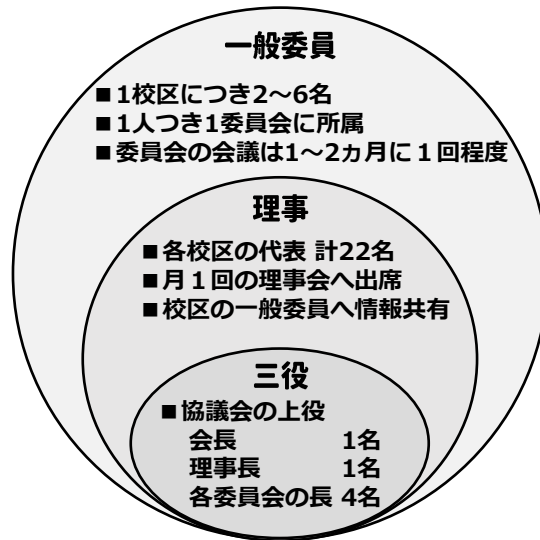 一般委員
■1校区につき2～6名
■1人つき1委員会に所属
■委員会の会議は1～2ヵ月に１回程度
理事
■各校区の代表 計22名
■月１回の理事会へ出席
■校区の一般委員へ情報共有
三役
■協議会の上役
会長 1名
理事長 1名
各委員会の長 4名